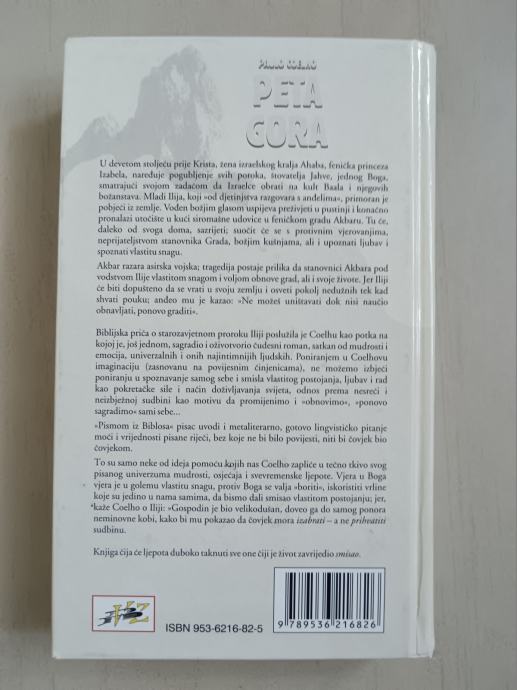 PAULO COELHO
PETA
GORA
U devetom stoljeću prije Krista, žena izraelskog kralja Ahaba, fenička princeza
Izabela, naređuje pogubljenje svih poroka, štovatelja Jahve, jednog Boga,
smatrajući svojom zadaćom da Izraelce obrati na kult Baala i njegovih
božanstava. Mladi Ilija, koji »od djetinjstva razgovara s anđelima«, primoran je
pobjeći iz zemlje. Vođen božjim glasom uspijeva preživjeti u pustinji i konačno
pronalazi utočište u kući siromašne udovice u feničkom gradu Akbaru. Tu će,
daleko od svoga doma, sazrijeti; suočit će se s protivnim vjerovanjima,
neprijateljstvom stanovnika Grada, božjim kušnjama, ali i upoznati ljubav i
spoznati vlastitu snagu.
Akbar razara asirska vojska; tragedija postaje prilika da stanovnici Akbara pod
vodstvom Ilije vlastitom snagom i voljom obnove grad, ali i svoje živote. Jer Iliji
će biti dopušteno da se vrati u svoju zemlju i osveti pokolj nedužnih tek kad
shvati pouku; anđeo mu je kazao: »Ne možeš uništavati dok nisi naučio
obnavljati, ponovo graditi«.
Biblijska priča o starozavjetnom proroku Iliji poslužila je Coelhu kao potka na
kojoj je, još jednom, sagradio i oživotvorio čudesni roman, satkan od mudrosti i
emocija, univerzalnih i onih najintimnijih ljudskih. Poniranjem u Coelhovu
imaginaciju (zasnovanu na povijesnim činjenicama), ne možemo izbjeći
poniranju u spoznavanje samog sebe i smisla vlastitog postojanja, ljubav i rad
kao pokretačke sile i način doživljavanja svijeta, odnos prema nesreći i
neizbježnoj sudbini kao motivu da promijenimo i »obnovimo«, »ponovo
sagradimo« sami sebe...
»Pismom iz Biblosa« pisac uvodi i metaliterarno, gotovo lingvističko pitanje
moći i vrijednosti pisane riječi, bez koje ne bi bilo povijesti, niti bi čovjek bio
čovjekom.
To su samo neke od ideja pomoću kojih nas Coelho zapliće u tečno tkivo svog
pisanog univerzuma mudrosti, osjećaja i svevremenske ljepote. Vjera u Boga
vjera je u golemu vlastitu snagu, protiv Boga se valja »boriti«, iskoristiti vrline
koje su jedino u nama samima, da bismo dali smisao vlastitom postojanju; jer,
kaže Coelho o Iliji: »Gospodin je bio velikodušan, doveo ga do samog ponora
neminovne kobi, kako bi mu pokazao da čovjek mora izabrati – a ne prihvatiti
sudbinu.
Knjiga čija će ljepota duboko taknuti sve one čiji je život zavrijedio smisao.
VZ
ISBN 953-6216-82-5
9 789536 216826